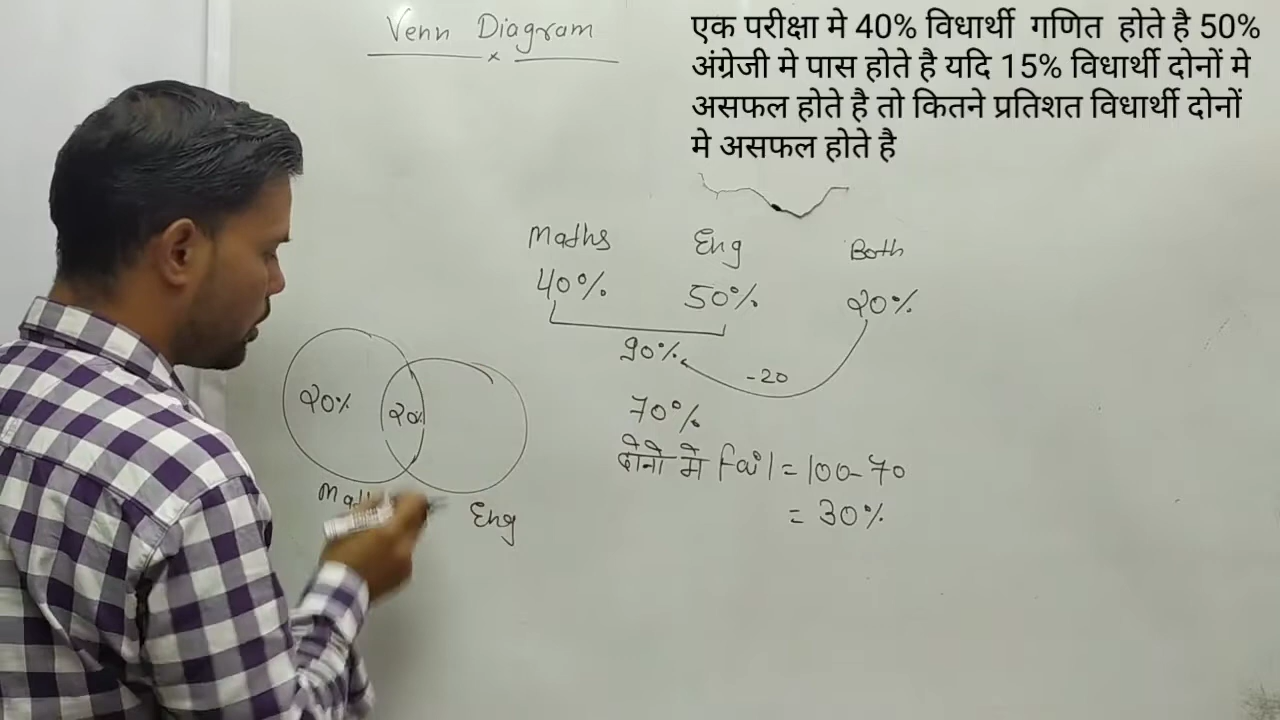 Venn Diagram
एक परीक्षा मे 40% विधार्थी गणित होते है 50%
अंग्रेजी मे पास होते है यदि 15% विधार्थी दोनों मे
असफल होते है तो कितने प्रतिशत विधार्थी दोनों
मे असफल होते है
Maths Eng Both
40% 50% 20%
90%
-20
70%
दोनो मे fail = 100-70
= 30%
20% 20%
Eng